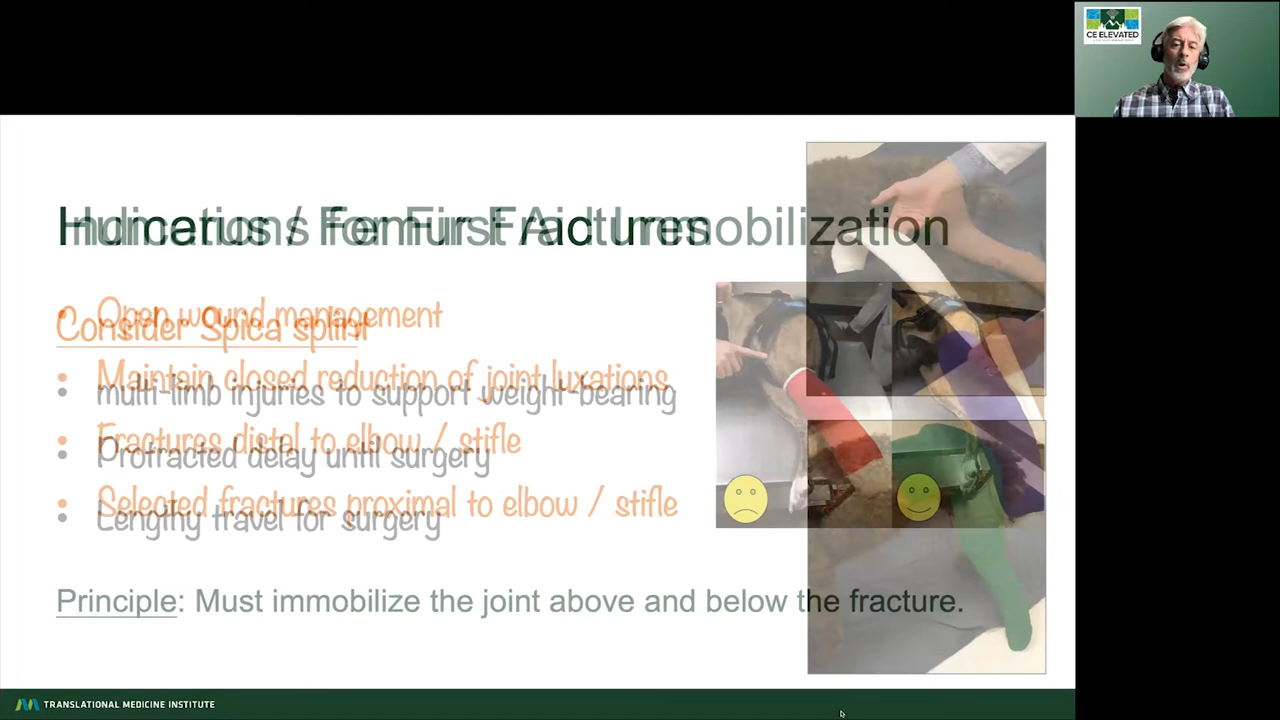 CE ELEVATED
Humerus / Femur Fractures
Indications For First Aid Immobilization
Consider Spica splint
• Open wound management
• Maintain closed reduction of joint luxations
• multi-limb injuries to support weight-bearing
• Fractures distal to elbow / stifle
• Protracted delay until surgery
• Selected fractures proximal to elbow / stifle
• Lengthy travel for surgery
Principle: Must immobilize the joint above and below the fracture.
TRANSLATIONAL MEDICINE INSTITUTE